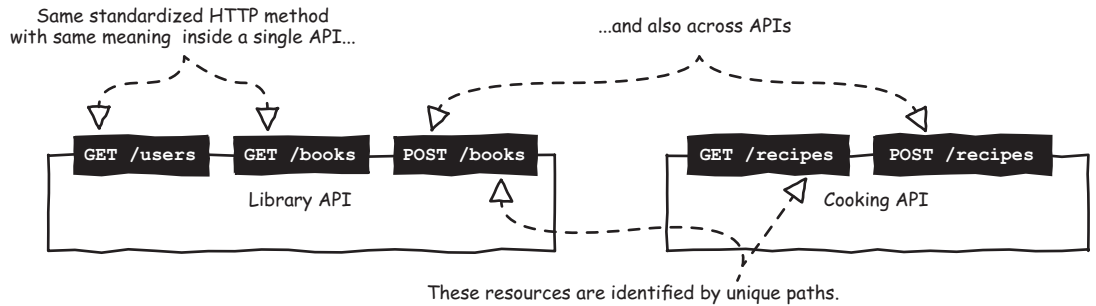 Same standardized HTTP method
with same meaning inside a single API...
...and also across APIs
GET /users
GET /books
POST /books
GET /recipes
POST /recipes
Library API
Cooking API
These resources are identified by unique paths.